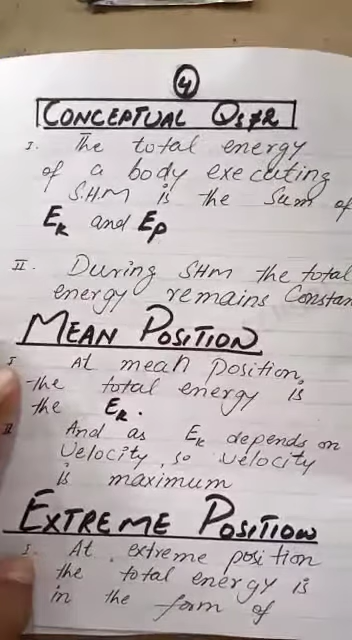 4
CONCEPTUAL Qs #2
I. The total energy
of a body executing
S.H.M is the sum of
Ek and Ep
II. During SHM the total
energy remains Constan
MEAN POSITION
I At mean position,
the total energy is
the Ek.
II And as Ek depends on
velocity, so velocity
is maximum
EXTREME POSITION
I. At extreme position
the total energy is
in the form of